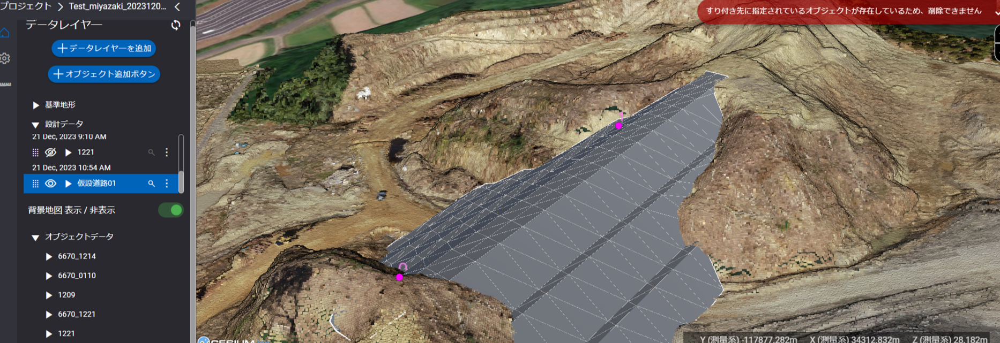 プロジェクト > Test_miyazaki_2023120...
データレイヤー
+データレイヤーを追加
+オブジェクト追加ボタン
基準地形
設計データ
21 Dec, 2023 9:10 AM
1221
21 Dec, 2023 10:54 AM
仮設道路01
背景地図 表示 / 非表示
オブジェクトデータ
6670_1214
6670_0110
1209
6670_1221
1221
すり付き先に指定されているオブジェクトが存在しているため、削除できません
CESIUM
Y (測量系) -117877.282m X (測量系) 34312.832m Z (測量系) 28.182m